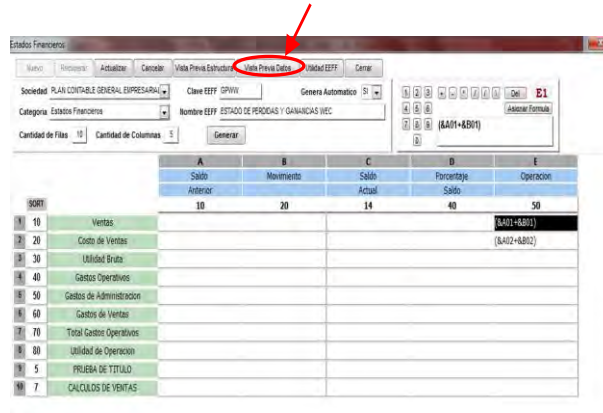 Estados Financieros
Nuevo Recuperar Actualizar Cancelar Vista Previa Estructura Vista Previa Datos Utilidad EEFF Cerrar
Sociedad PLAN CONTABLE GENERAL EMPRESARIAL Clave EEFF GPWW Genera Automatico SI
1 2 3 + - * / ( ) Del E1
Categoria Estados Financieros Nombre EEFF ESTADO DE PERDIDAS Y GANANCIAS WEC
4 5 6 Asignar Formula
Cantidad de Filas 10 Cantidad de Columnas 5 Generar
7 8 9 (&A01+&B01)
0
A B C D E
Saldo Movimiento Saldo Porcentaje Operacion
Anterior Actual Saldo
SORT 10 20 14 40 50
1 10 Ventas (&A01+&B01)
2 20 Costo de Ventas (&A02+&B02)
3 30 Utilidad Bruta
4 40 Gastos Operativos
5 50 Gastos de Administracion
6 60 Gastos de Ventas
7 70 Total Gastos Operativos
8 80 Utilidad de Operacion
9 5 PRUEBA DE TITULO
10 7 CALCULOS DE VENTAS